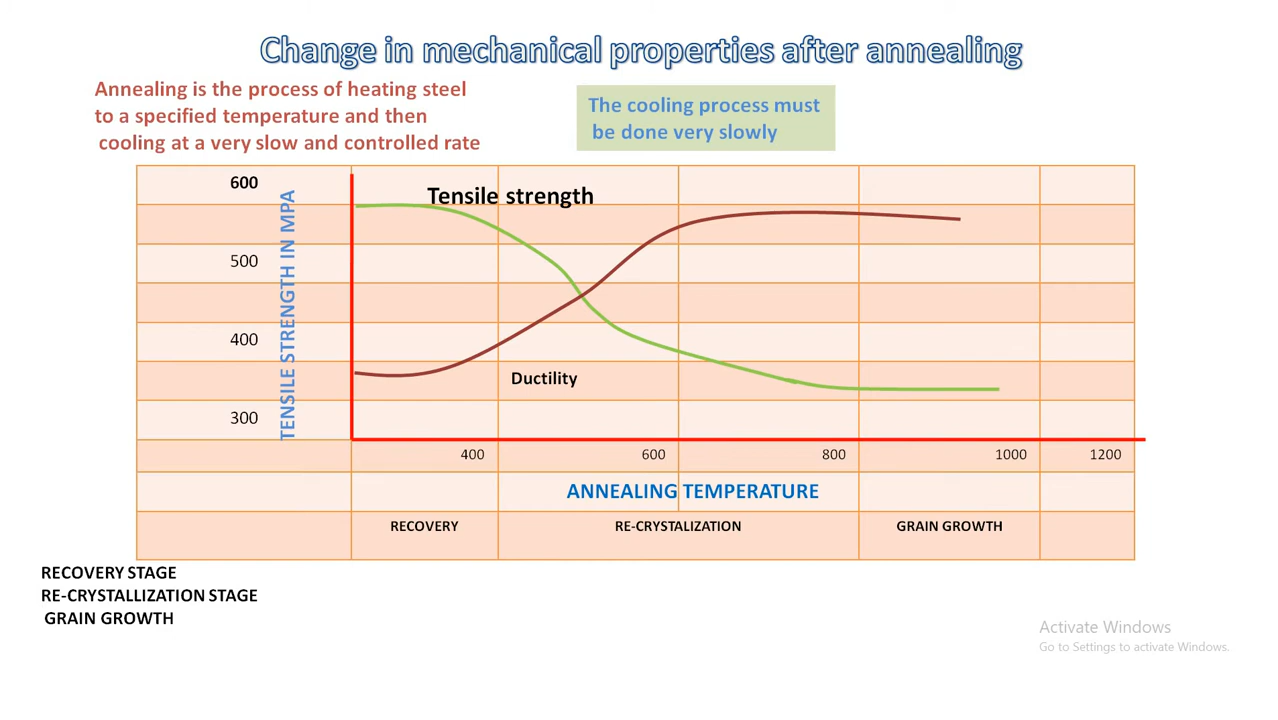 Change in mechanical properties after annealing
Annealing is the process of heating steel
to a specified temperature and then
cooling at a very slow and controlled rate
The cooling process must
be done very slowly
600
500
400
300
TENSILE STRENGTH IN MPA
Tensile strength
Ductility
400 600 800 1000 1200
ANNEALING TEMPERATURE
RECOVERY RE-CRYSTALIZATION GRAIN GROWTH
RECOVERY STAGE
RE-CRYSTALLIZATION STAGE
GRAIN GROWTH
Activate Windows
Go to Settings to activate Windows.